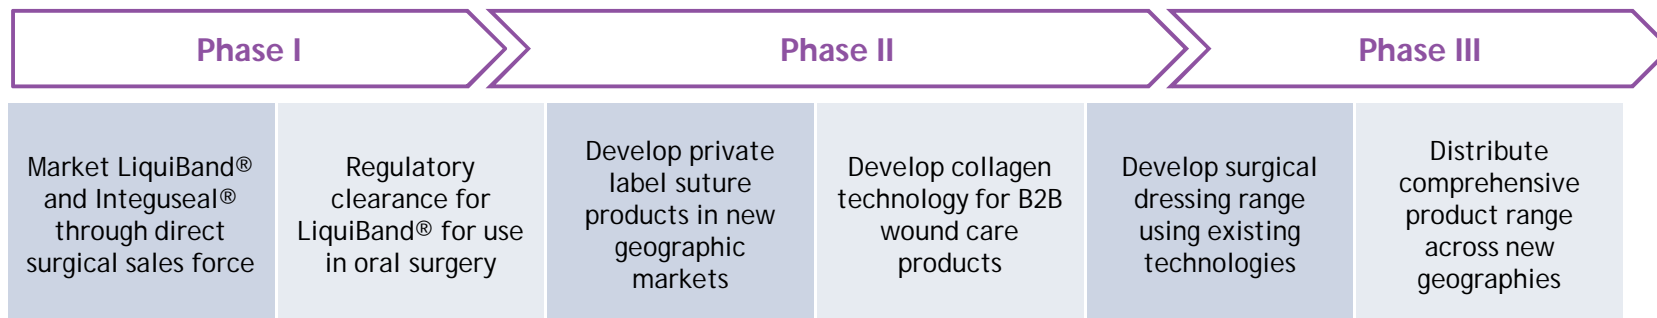 Phase I
Phase II
Phase III
Market LiquiBand®
and Integuseal®
through direct
surgical sales force
Regulatory
clearance for
LiquiBand® for use
in oral surgery
Develop private
label suture
products in new
geographic
markets
Develop collagen
technology for B2B
wound care
products
Develop surgical
dressing range
using existing
technologies
Distribute
comprehensive
product range
across new
geographies